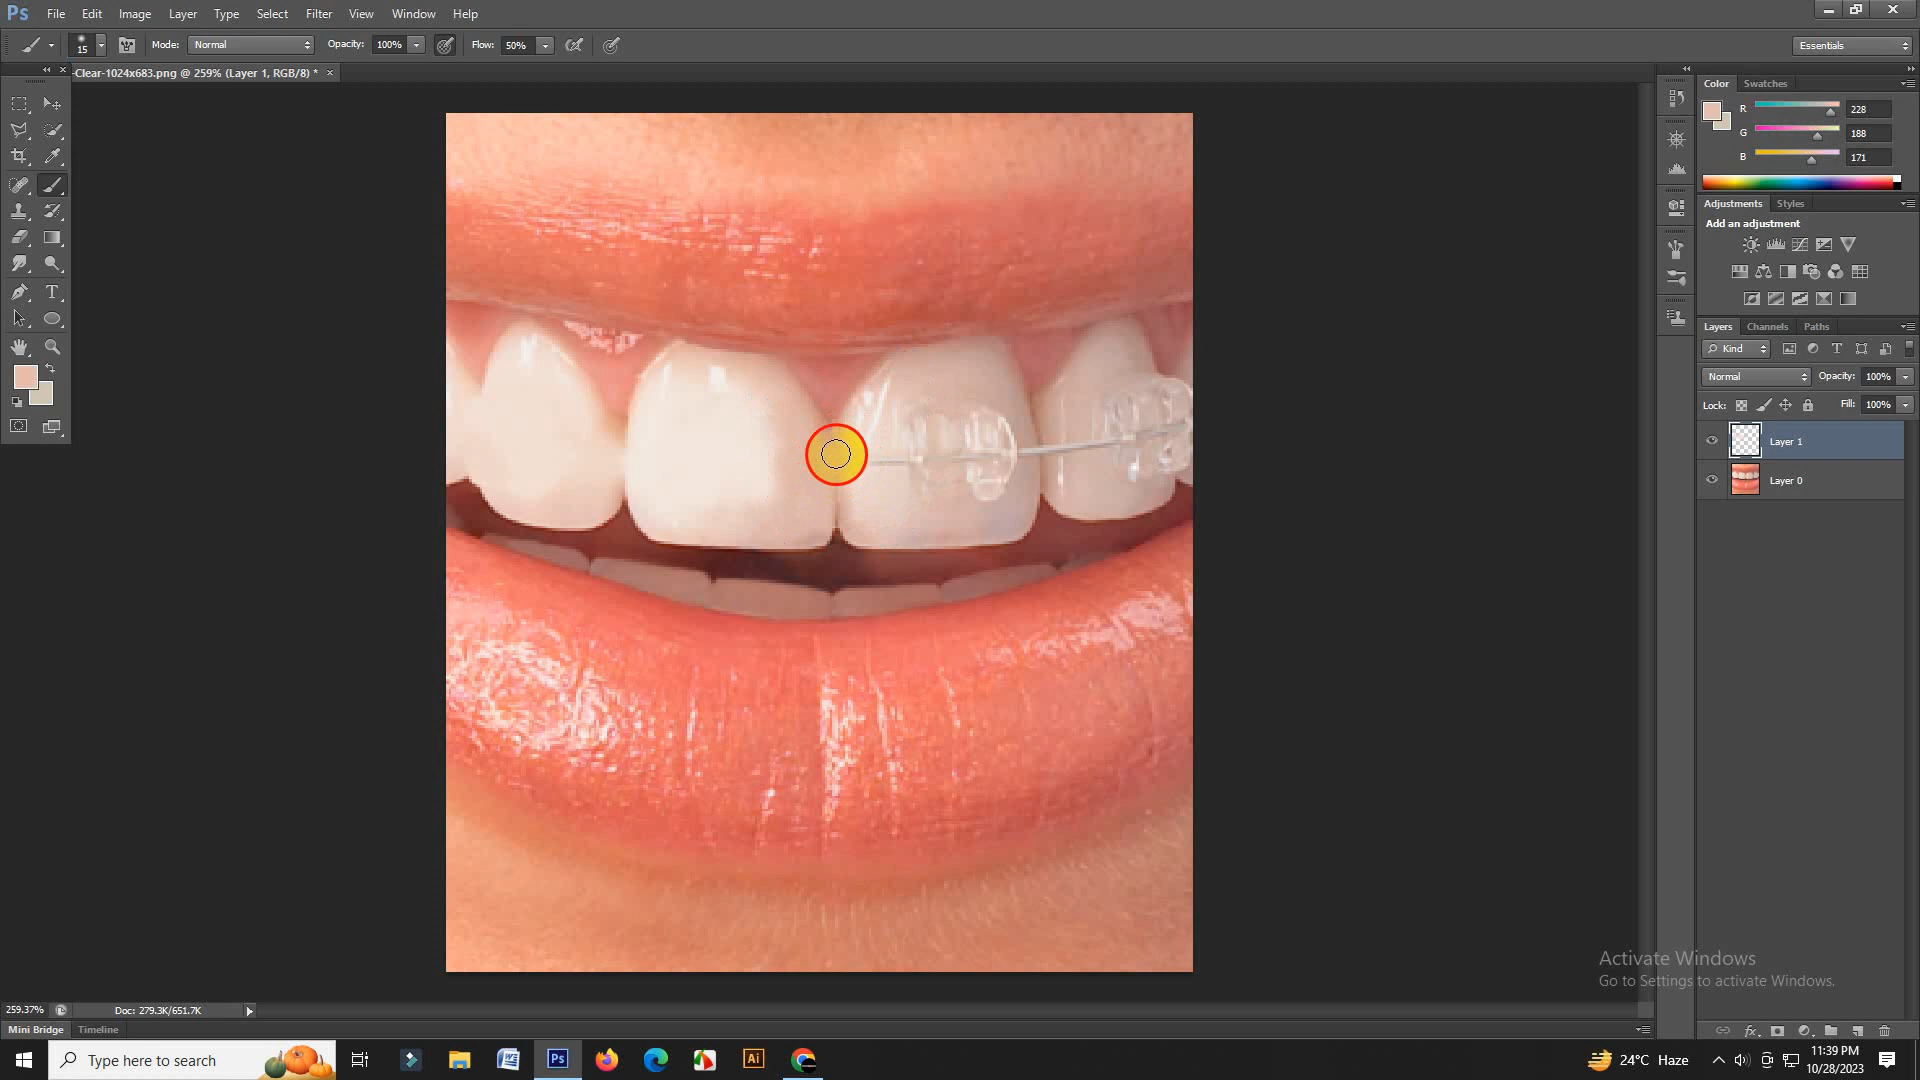 Ps File Edit Image Layer Type Select Filter View Window Help
15 Mode: Normal Opacity: 100% Flow: 50% Essentials
-Clear-1024x683.png @ 259% (Layer 1, RGB/8) * ×
Color Swatches
R 228
G 188
B 171
Adjustments Styles
Add an adjustment
Layers Channels Paths
Kind
Normal Opacity: 100%
Lock: Fill: 100%
Layer 1
Layer 0
Activate Windows
Go to Settings to activate Windows.
259.37% Doc: 279.3K/651.7K
Mini Bridge Timeline
Type here to search
24°C Haze
11:39 PM
10/28/2023